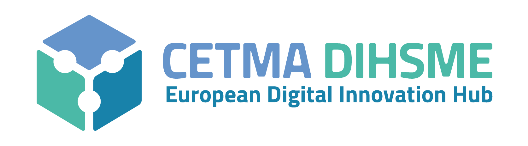 CETMA DIHSME
European Digital Innovation Hub